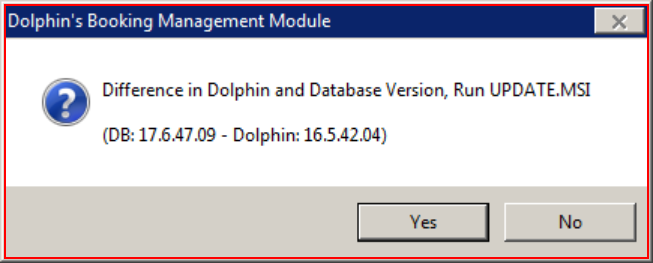 Dolphin's Booking Management Module
Difference in Dolphin and Database Version, Run UPDATE.MSI
(DB: 17.6.47.09 - Dolphin: 16.5.42.04)
Yes
No